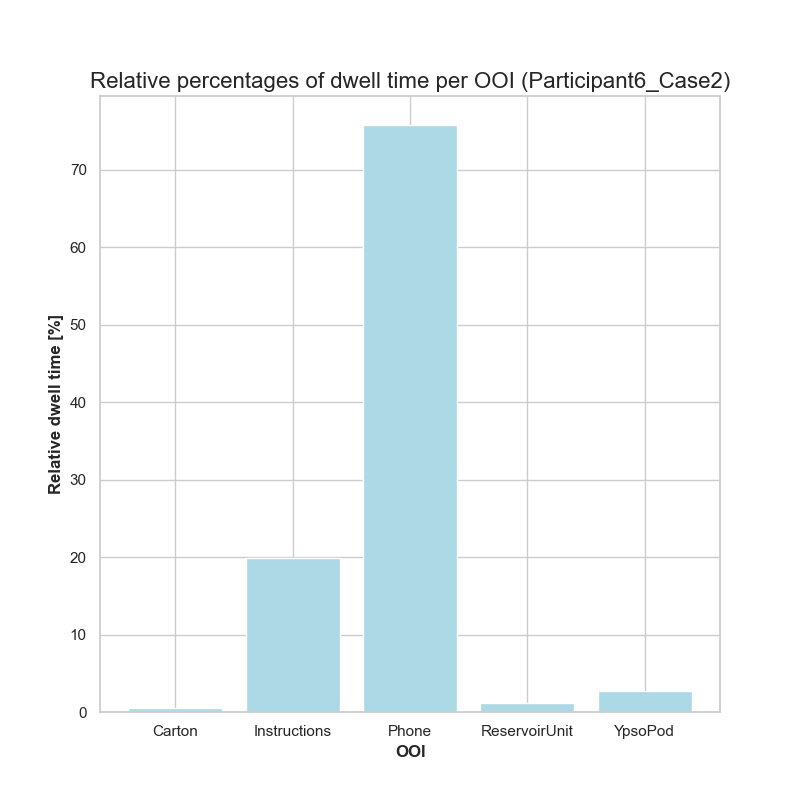 Relative percentages of dwell time per OOI (Participant6_Case2)
Relative dwell time [%]
70
60
50
40
30
20
10
0
Carton Instructions Phone ReservoirUnit YpsoPod
OOI